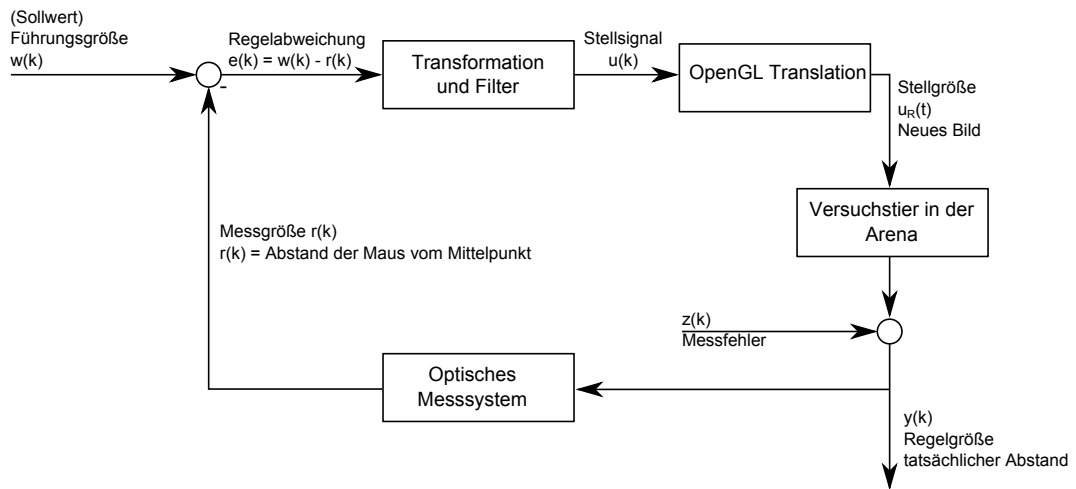 (Sollwert)
Führungsgröße
w(k)
-
Regelabweichung
e(k) = w(k) - r(k)
Transformation
und Filter
Stellsignal
u(k)
OpenGL Translation
Stellgröße
u_R(t)
Neues Bild
Versuchstier in der
Arena
z(k)
Messfehler
Messgröße r(k)
r(k) = Abstand der Maus vom Mittelpunkt
Optisches
Messsystem
y(k)
Regelgröße
tatsächlicher Abstand